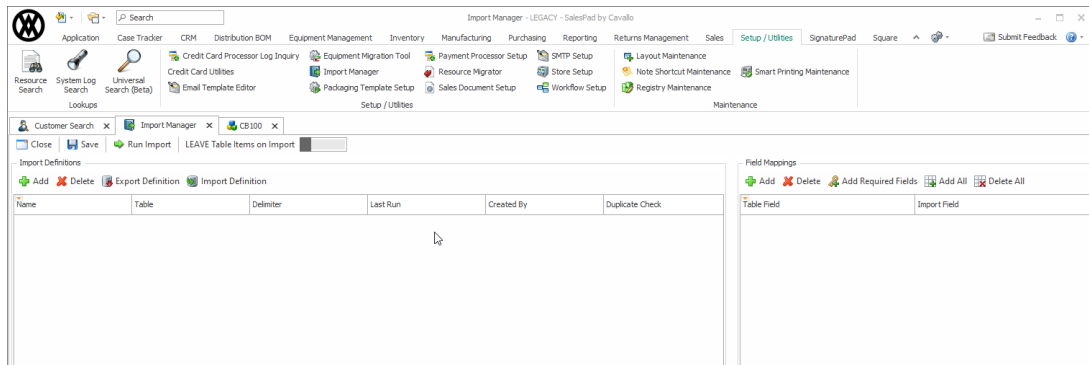 Import Manager - LEGACY - SalesPad by Cavallo
Search
Application Case Tracker CRM Distribution BOM Equipment Management Inventory Manufacturing Purchasing Reporting Returns Management Sales Setup / Utilities SignaturePad Square Submit Feedback
Resource Search
System Log Search
Universal Search (Beta)
Lookups
Credit Card Processor Log Inquiry
Credit Card Utilities
Email Template Editor
Equipment Migration Tool
Import Manager
Packaging Template Setup
Payment Processor Setup
Resource Migrator
Sales Document Setup
SMTP Setup
Store Setup
Workflow Setup
Setup / Utilities
Layout Maintenance
Note Shortcut Maintenance
Registry Maintenance
Smart Printing Maintenance
Maintenance
Customer Search Import Manager CB100
Close Save Run Import LEAVE Table Items on Import
Import Definitions
Add Delete Export Definition Import Definition
Name Table Delimiter Last Run Created By Duplicate Check
Field Mappings
Add Delete Add Required Fields Add All Delete All
Table Field Import Field